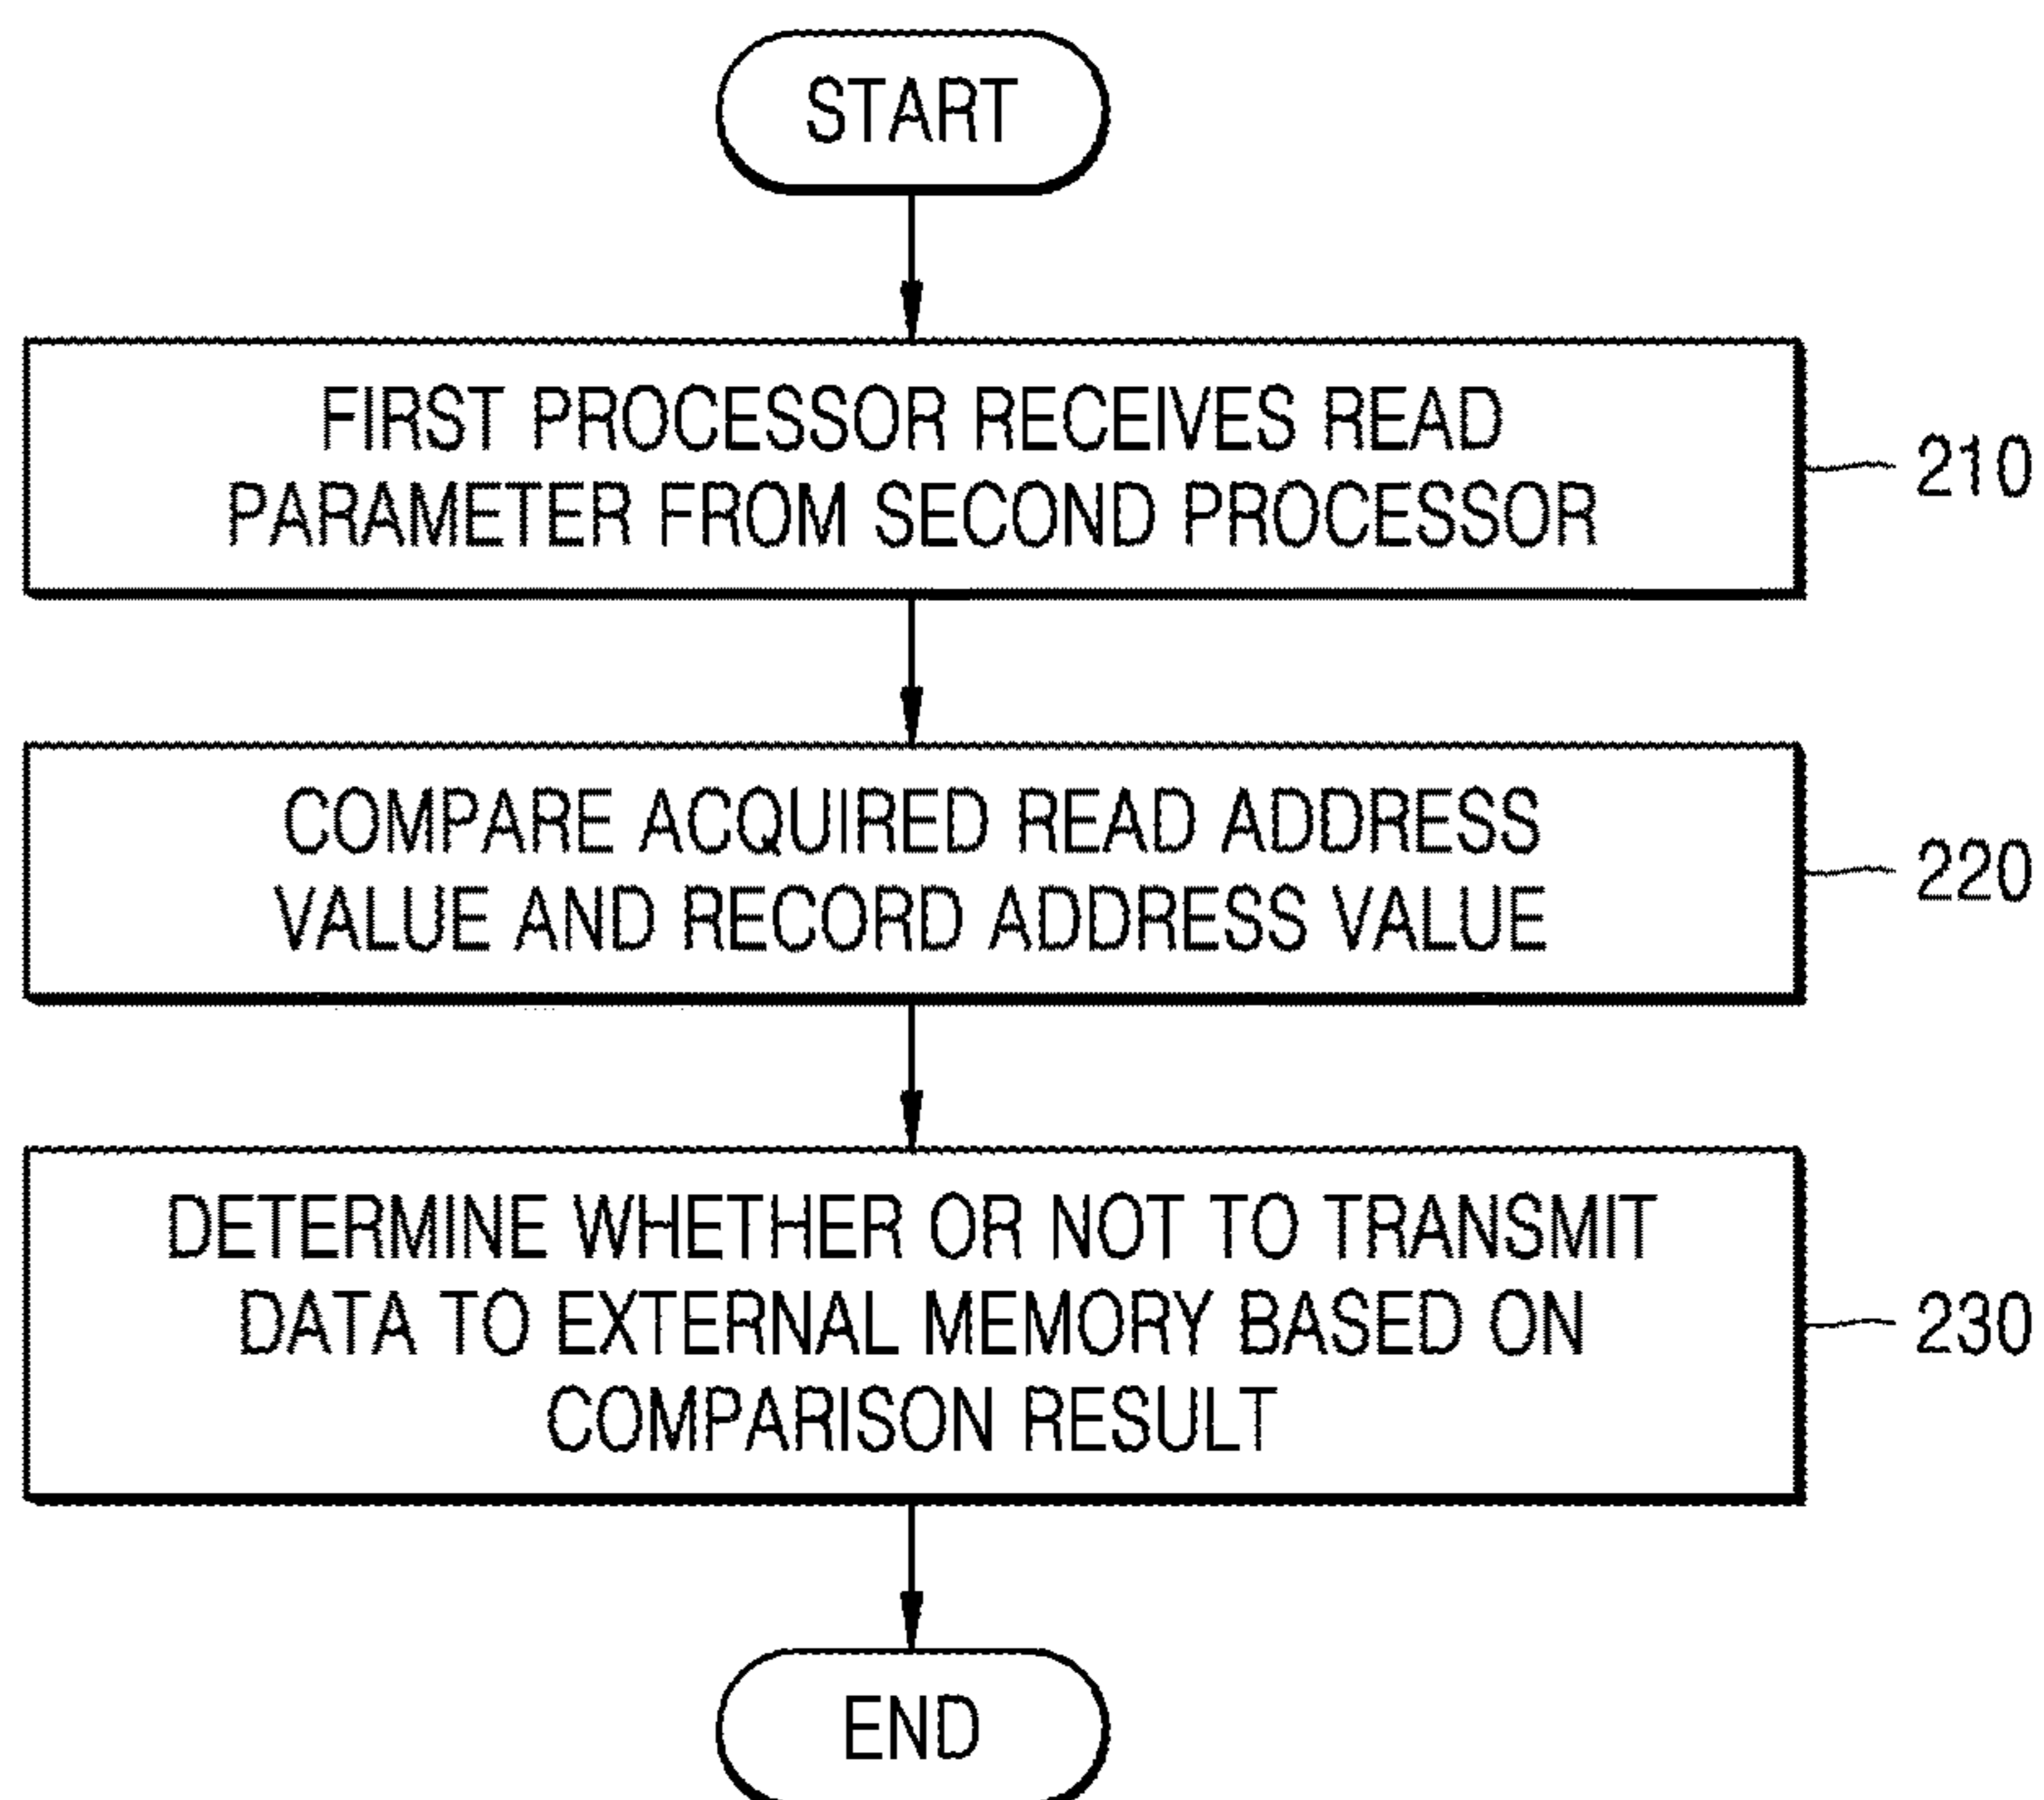 START
FIRST PROCESSOR RECEIVES READ
PARAMETER FROM SECOND PROCESSOR
210
COMPARE ACQUIRED READ ADDRESS
VALUE AND RECORD ADDRESS VALUE
220
DETERMINE WHETHER OR NOT TO TRANSMIT
DATA TO EXTERNAL MEMORY BASED ON
COMPARISON RESULT
230
END